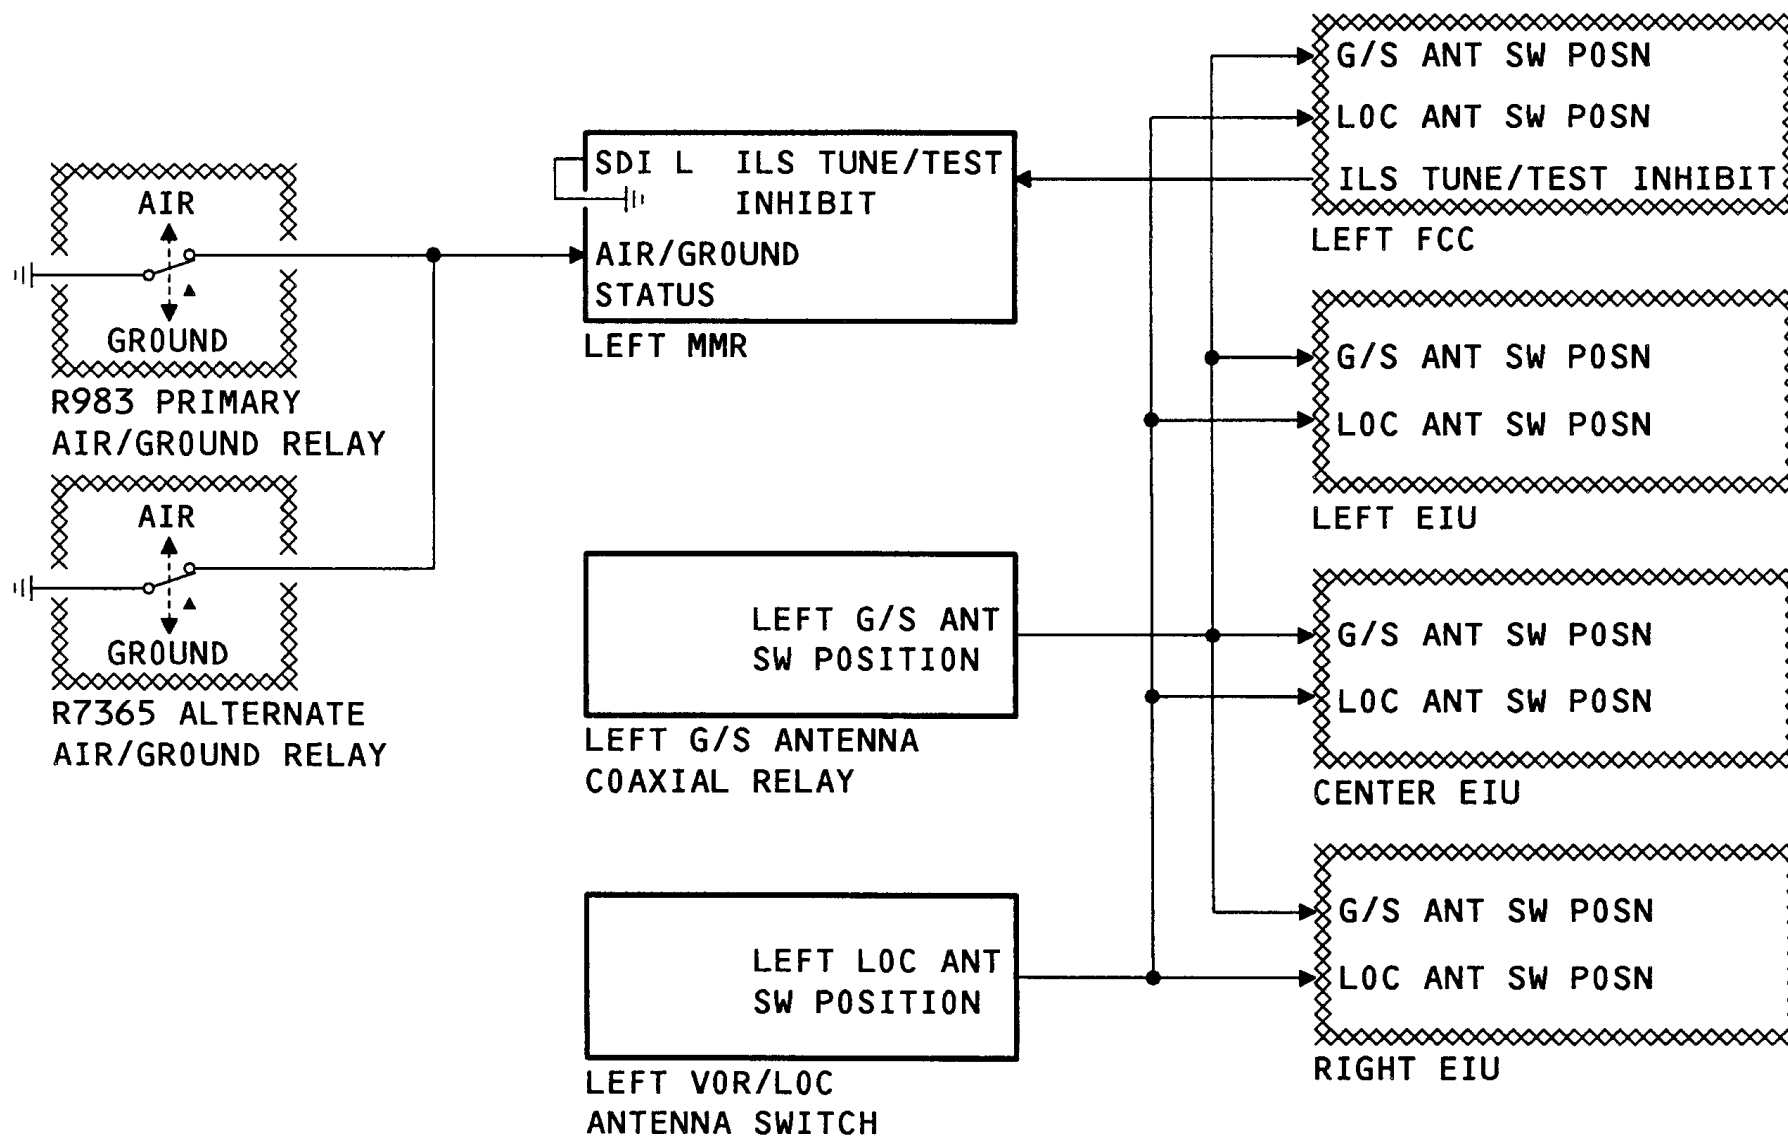 AIR
GROUND
R983 PRIMARY
AIR/GROUND RELAY
AIR
GROUND
R7365 ALTERNATE
AIR/GROUND RELAY
SDI L ILS TUNE/TEST
INHIBIT
AIR/GROUND
STATUS
LEFT MMR
LEFT G/S ANT
SW POSITION
LEFT G/S ANTENNA
COAXIAL RELAY
LEFT LOC ANT
SW POSITION
LEFT VOR/LOC
ANTENNA SWITCH
G/S ANT SW POSN
LOC ANT SW POSN
ILS TUNE/TEST INHIBIT
LEFT FCC
G/S ANT SW POSN
LOC ANT SW POSN
LEFT EIU
G/S ANT SW POSN
LOC ANT SW POSN
CENTER EIU
G/S ANT SW POSN
LOC ANT SW POSN
RIGHT EIU